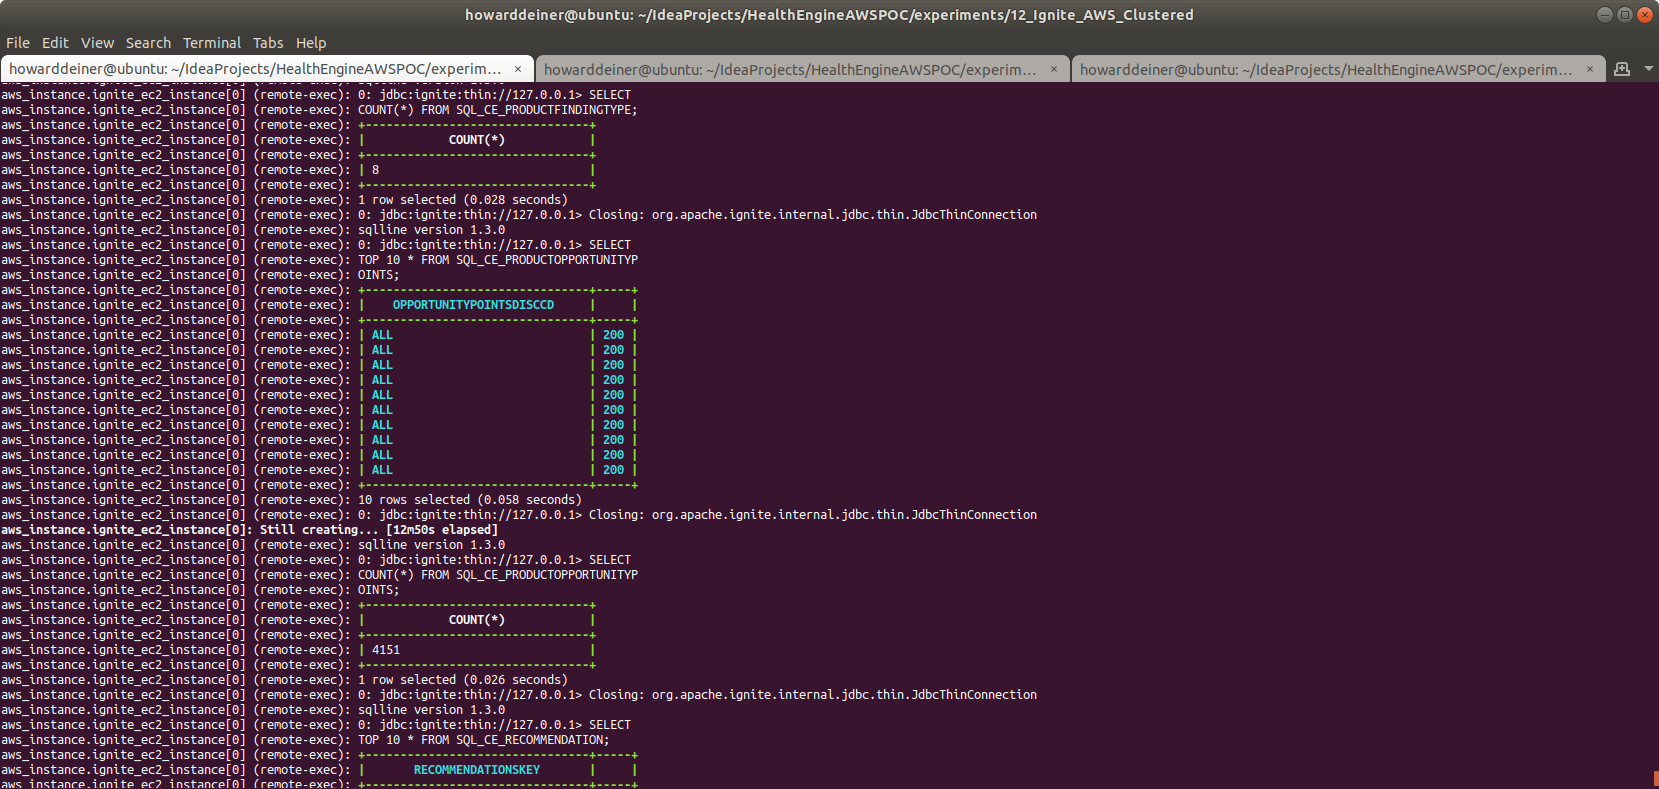 howarddeiner@ubuntu: ~/IdeaProjects/HealthEngineAWSPOC/experiments/12_Ignite_AWS_Clustered
File Edit View Search Terminal Tabs Help
howarddeiner@ubuntu: ~/IdeaProjects/HealthEngineAWSPOC/experim... × howarddeiner@ubuntu: ~/IdeaProjects/HealthEngineAWSPOC/experim... × howarddeiner@ubuntu: ~/IdeaProjects/HealthEngineAWSPOC/experim... ×
aws_instance.ignite_ec2_instance[0] (remote-exec): 0: jdbc:ignite:thin://127.0.0.1> SELECT
aws_instance.ignite_ec2_instance[0] (remote-exec): COUNT(*) FROM SQL_CE_PRODUCTFINDINGTYPE;
aws_instance.ignite_ec2_instance[0] (remote-exec): +--------------------------------+
aws_instance.ignite_ec2_instance[0] (remote-exec): |            COUNT(*)            |
aws_instance.ignite_ec2_instance[0] (remote-exec): +--------------------------------+
aws_instance.ignite_ec2_instance[0] (remote-exec): | 8                              |
aws_instance.ignite_ec2_instance[0] (remote-exec): +--------------------------------+
aws_instance.ignite_ec2_instance[0] (remote-exec): 1 row selected (0.028 seconds)
aws_instance.ignite_ec2_instance[0] (remote-exec): 0: jdbc:ignite:thin://127.0.0.1> Closing: org.apache.ignite.internal.jdbc.thin.JdbcThinConnection
aws_instance.ignite_ec2_instance[0] (remote-exec): sqlline version 1.3.0
aws_instance.ignite_ec2_instance[0] (remote-exec): 0: jdbc:ignite:thin://127.0.0.1> SELECT
aws_instance.ignite_ec2_instance[0] (remote-exec): TOP 10 * FROM SQL_CE_PRODUCTOPPORTUNITYP
aws_instance.ignite_ec2_instance[0] (remote-exec): OINTS;
aws_instance.ignite_ec2_instance[0] (remote-exec): +--------------------------------+-----+
aws_instance.ignite_ec2_instance[0] (remote-exec): |    OPPORTUNITYPOINTSDISCCD     |     |
aws_instance.ignite_ec2_instance[0] (remote-exec): +--------------------------------+-----+
aws_instance.ignite_ec2_instance[0] (remote-exec): | ALL                            | 200 |
aws_instance.ignite_ec2_instance[0] (remote-exec): | ALL                            | 200 |
aws_instance.ignite_ec2_instance[0] (remote-exec): | ALL                            | 200 |
aws_instance.ignite_ec2_instance[0] (remote-exec): | ALL                            | 200 |
aws_instance.ignite_ec2_instance[0] (remote-exec): | ALL                            | 200 |
aws_instance.ignite_ec2_instance[0] (remote-exec): | ALL                            | 200 |
aws_instance.ignite_ec2_instance[0] (remote-exec): | ALL                            | 200 |
aws_instance.ignite_ec2_instance[0] (remote-exec): | ALL                            | 200 |
aws_instance.ignite_ec2_instance[0] (remote-exec): | ALL                            | 200 |
aws_instance.ignite_ec2_instance[0] (remote-exec): | ALL                            | 200 |
aws_instance.ignite_ec2_instance[0] (remote-exec): +--------------------------------+-----+
aws_instance.ignite_ec2_instance[0] (remote-exec): 10 rows selected (0.058 seconds)
aws_instance.ignite_ec2_instance[0] (remote-exec): 0: jdbc:ignite:thin://127.0.0.1> Closing: org.apache.ignite.internal.jdbc.thin.JdbcThinConnection
aws_instance.ignite_ec2_instance[0]: Still creating... [12m50s elapsed]
aws_instance.ignite_ec2_instance[0] (remote-exec): sqlline version 1.3.0
aws_instance.ignite_ec2_instance[0] (remote-exec): 0: jdbc:ignite:thin://127.0.0.1> SELECT
aws_instance.ignite_ec2_instance[0] (remote-exec): COUNT(*) FROM SQL_CE_PRODUCTOPPORTUNITYP
aws_instance.ignite_ec2_instance[0] (remote-exec): OINTS;
aws_instance.ignite_ec2_instance[0] (remote-exec): +--------------------------------+
aws_instance.ignite_ec2_instance[0] (remote-exec): |            COUNT(*)            |
aws_instance.ignite_ec2_instance[0] (remote-exec): +--------------------------------+
aws_instance.ignite_ec2_instance[0] (remote-exec): | 4151                           |
aws_instance.ignite_ec2_instance[0] (remote-exec): +--------------------------------+
aws_instance.ignite_ec2_instance[0] (remote-exec): 1 row selected (0.026 seconds)
aws_instance.ignite_ec2_instance[0] (remote-exec): 0: jdbc:ignite:thin://127.0.0.1> Closing: org.apache.ignite.internal.jdbc.thin.JdbcThinConnection
aws_instance.ignite_ec2_instance[0] (remote-exec): sqlline version 1.3.0
aws_instance.ignite_ec2_instance[0] (remote-exec): 0: jdbc:ignite:thin://127.0.0.1> SELECT
aws_instance.ignite_ec2_instance[0] (remote-exec): TOP 10 * FROM SQL_CE_RECOMMENDATION;
aws_instance.ignite_ec2_instance[0] (remote-exec): +--------------------------------+-----+
aws_instance.ignite_ec2_instance[0] (remote-exec): |       RECOMMENDATIONSKEY       |     |
aws_instance.ignite_ec2_instance[0] (remote-exec): +--------------------------------+-----+